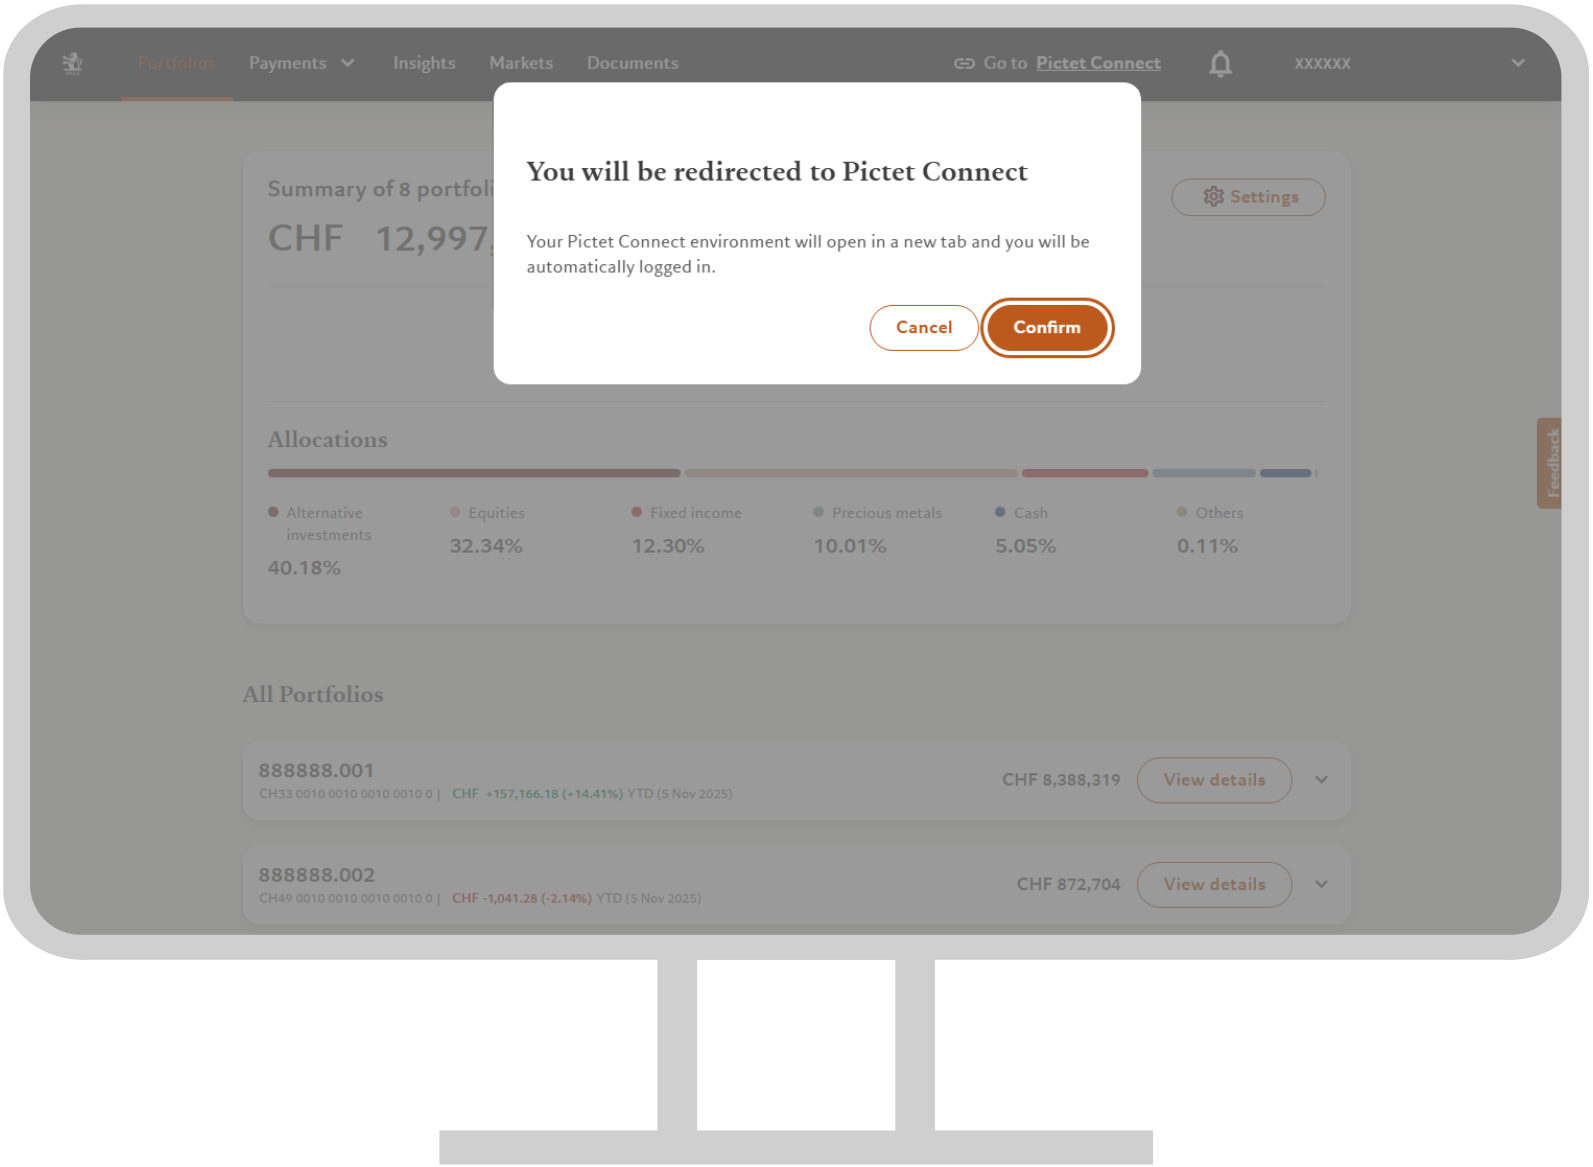 Portfolios Payments Insights Markets Documents Go to Pictet Connect XXXXXX
You will be redirected to Pictet Connect
Your Pictet Connect environment will open in a new tab and you will be
automatically logged in.
Cancel Confirm
Summary of 8 portfoli
Settings
CHF 12,997,
Allocations
Alternative
investments
40.18%
Equities
32.34%
Fixed income
12.30%
Precious metals
10.01%
Cash
5.05%
Others
0.11%
Feedback
All Portfolios
888888.001
CH33 0010 0010 0010 0010 0 | CHF +157,166.18 (+14.41%) YTD (5 Nov 2025)
CHF 8,388,319 View details
888888.002
CH49 0010 0010 0010 0010 0 | CHF -1,041.28 (-2.14%) YTD (5 Nov 2025)
CHF 872,704 View details